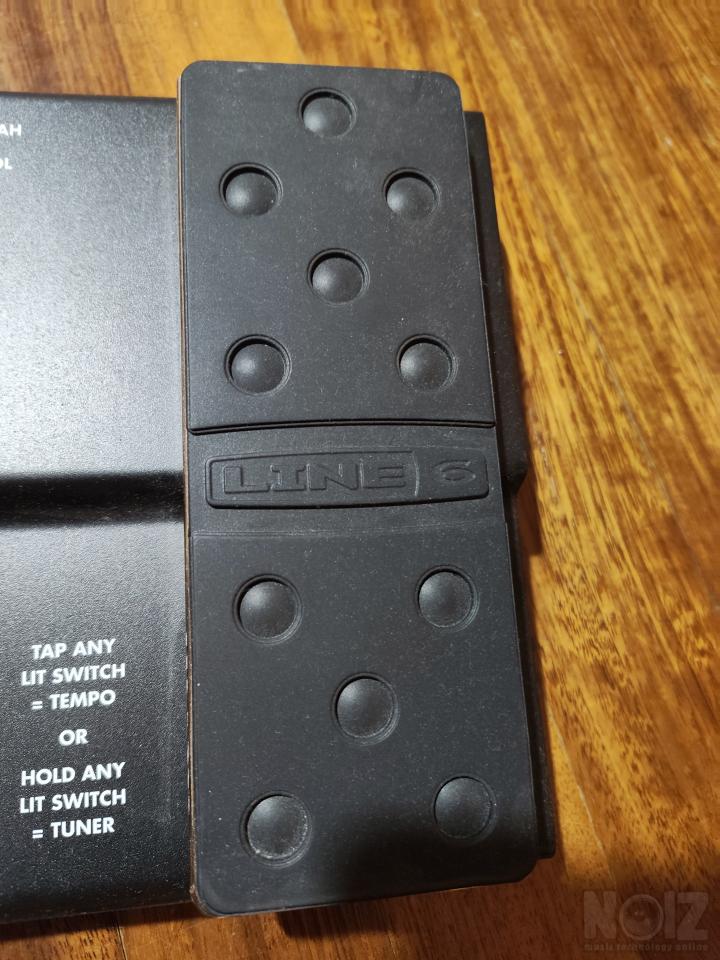 AH
OL
LINE 6
TAP ANY
LIT SWITCH
= TEMPO
OR
HOLD ANY
LIT SWITCH
= TUNER
NOIZ
music technology online